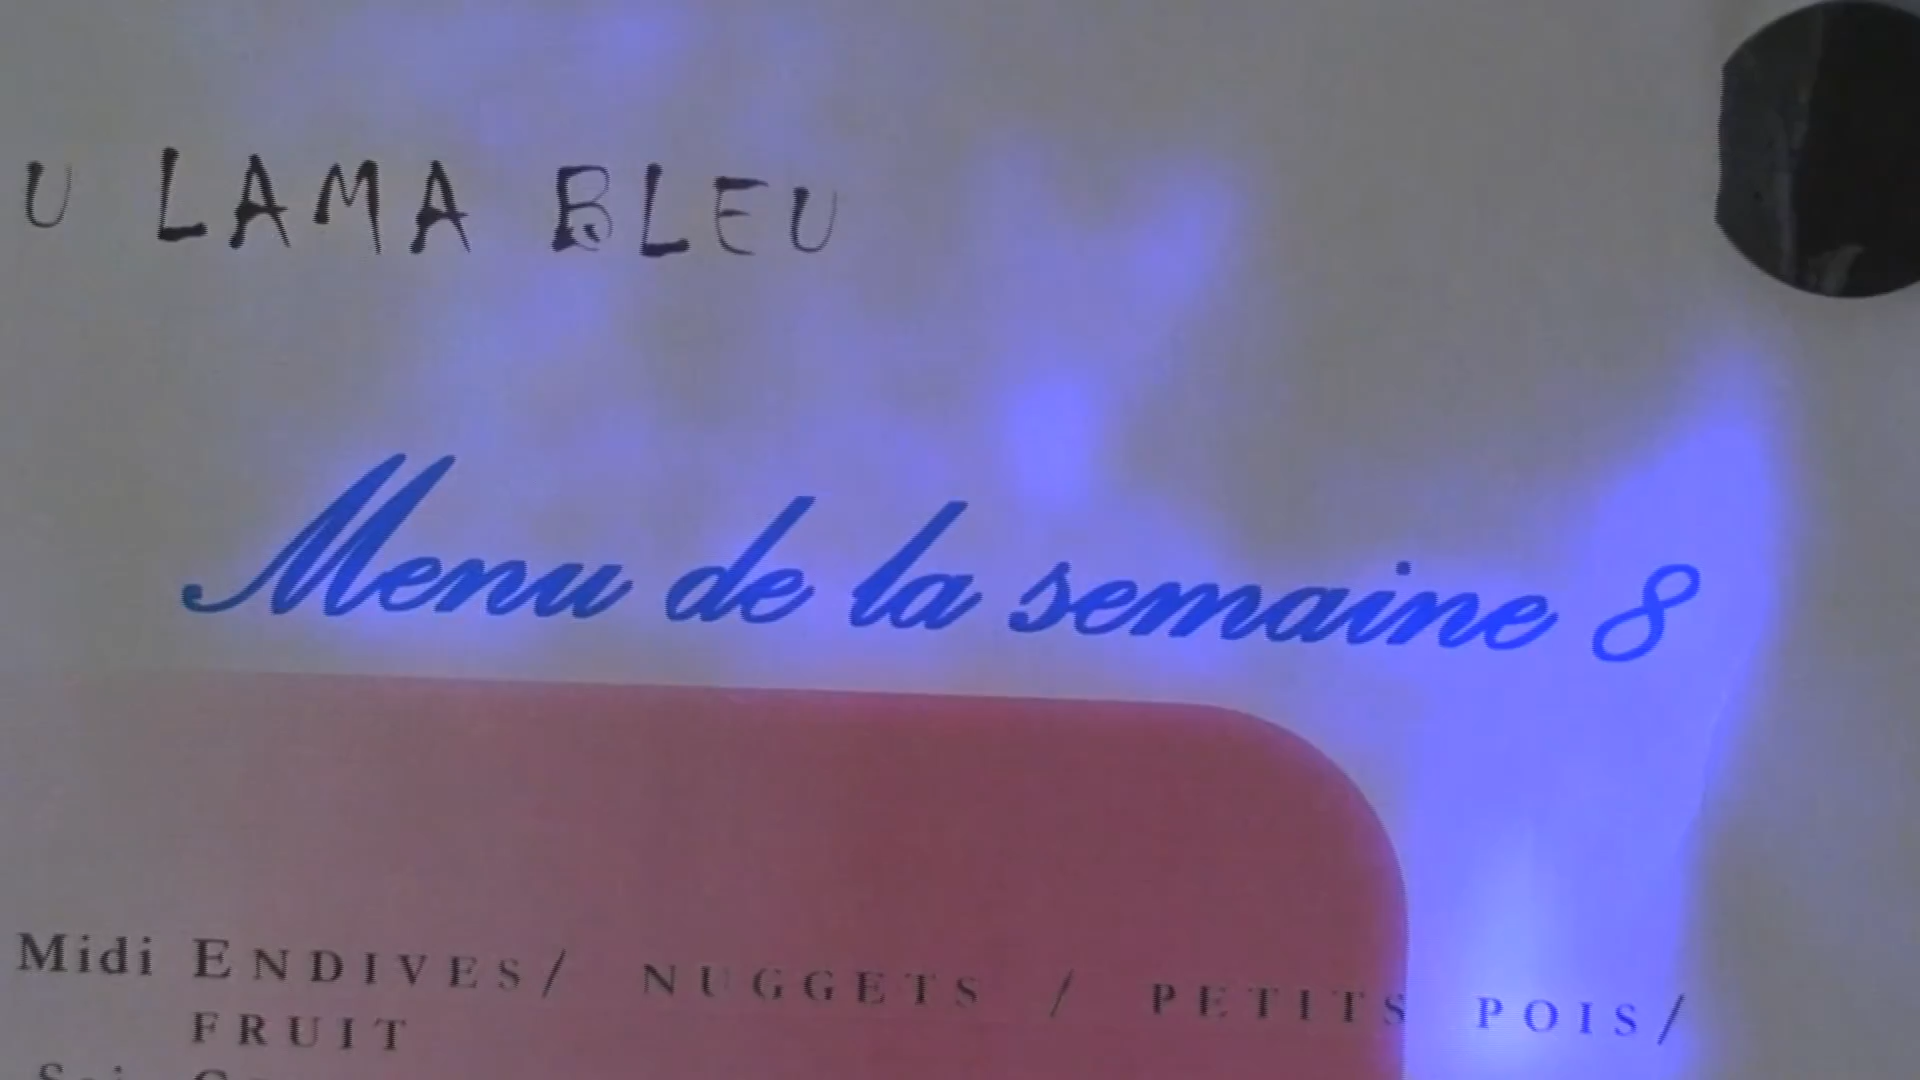 U LAMA BLEU
Menu de la semaine 8
Midi ENDIVES/ NUGGETS / PETITS POIS/
FRUIT